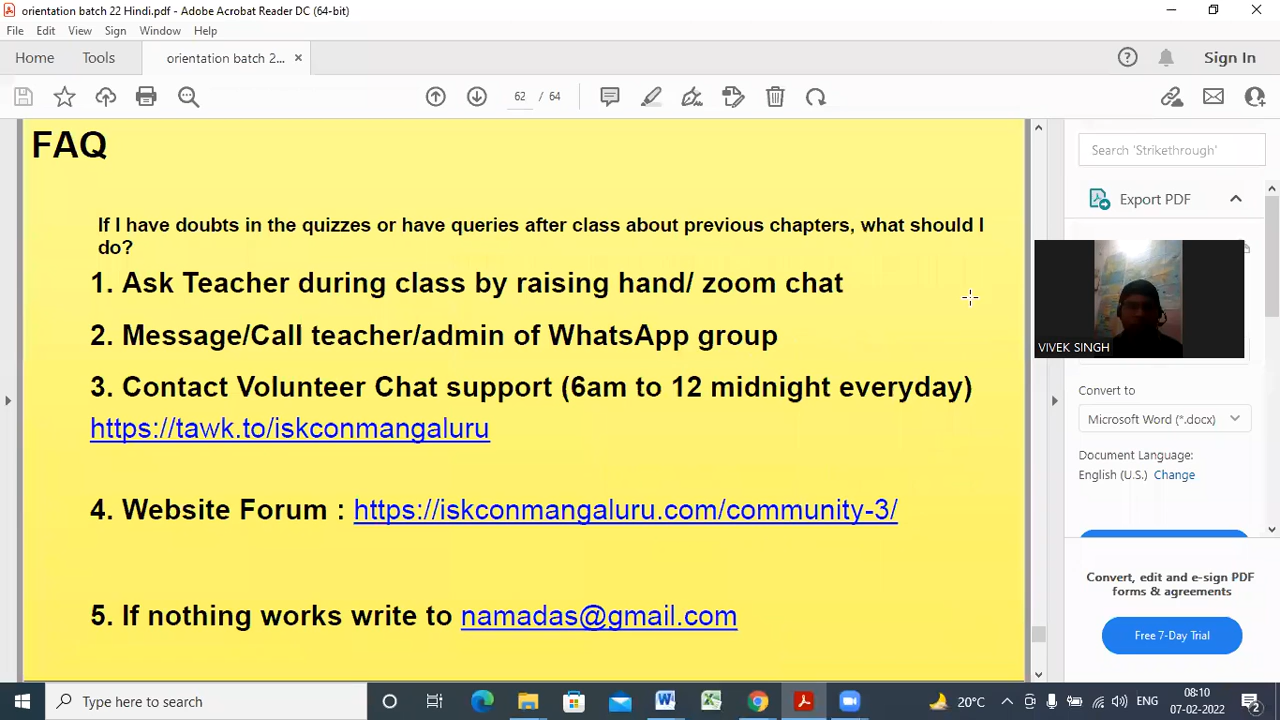 orientation batch 22 Hindi.pdf - Adobe Acrobat Reader DC (64-bit)
File Edit View Sign Window Help
Home Tools orientation batch 2... × Sign In
62 / 64
FAQ
If I have doubts in the quizzes or have queries after class about previous chapters, what should I
do?
1. Ask Teacher during class by raising hand/ zoom chat
2. Message/Call teacher/admin of WhatsApp group
3. Contact Volunteer Chat support (6am to 12 midnight everyday)
https://tawk.to/iskconmangaluru
4. Website Forum : https://iskconmangaluru.com/community-3/
5. If nothing works write to namadas@gmail.com
Search 'Strikethrough'
Export PDF
VIVEK SINGH
Convert to
Microsoft Word (*.docx)
Document Language:
English (U.S.) Change
Convert, edit and e-sign PDF
forms & agreements
Free 7-Day Trial
Type here to search
20°C
ENG
08:10
07-02-2022
2